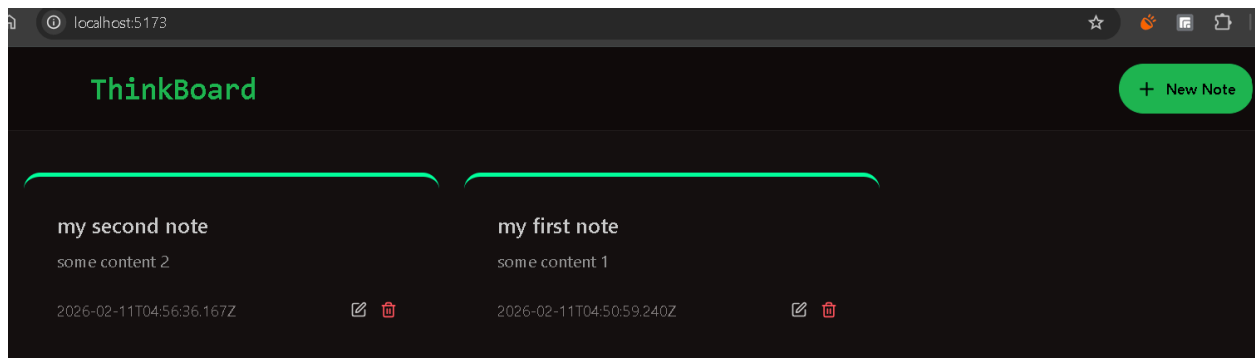 localhost:5173
ThinkBoard
+ New Note
my second note
some content 2
2026-02-11T04:56:36.167Z
my first note
some content 1
2026-02-11T04:50:59.240Z